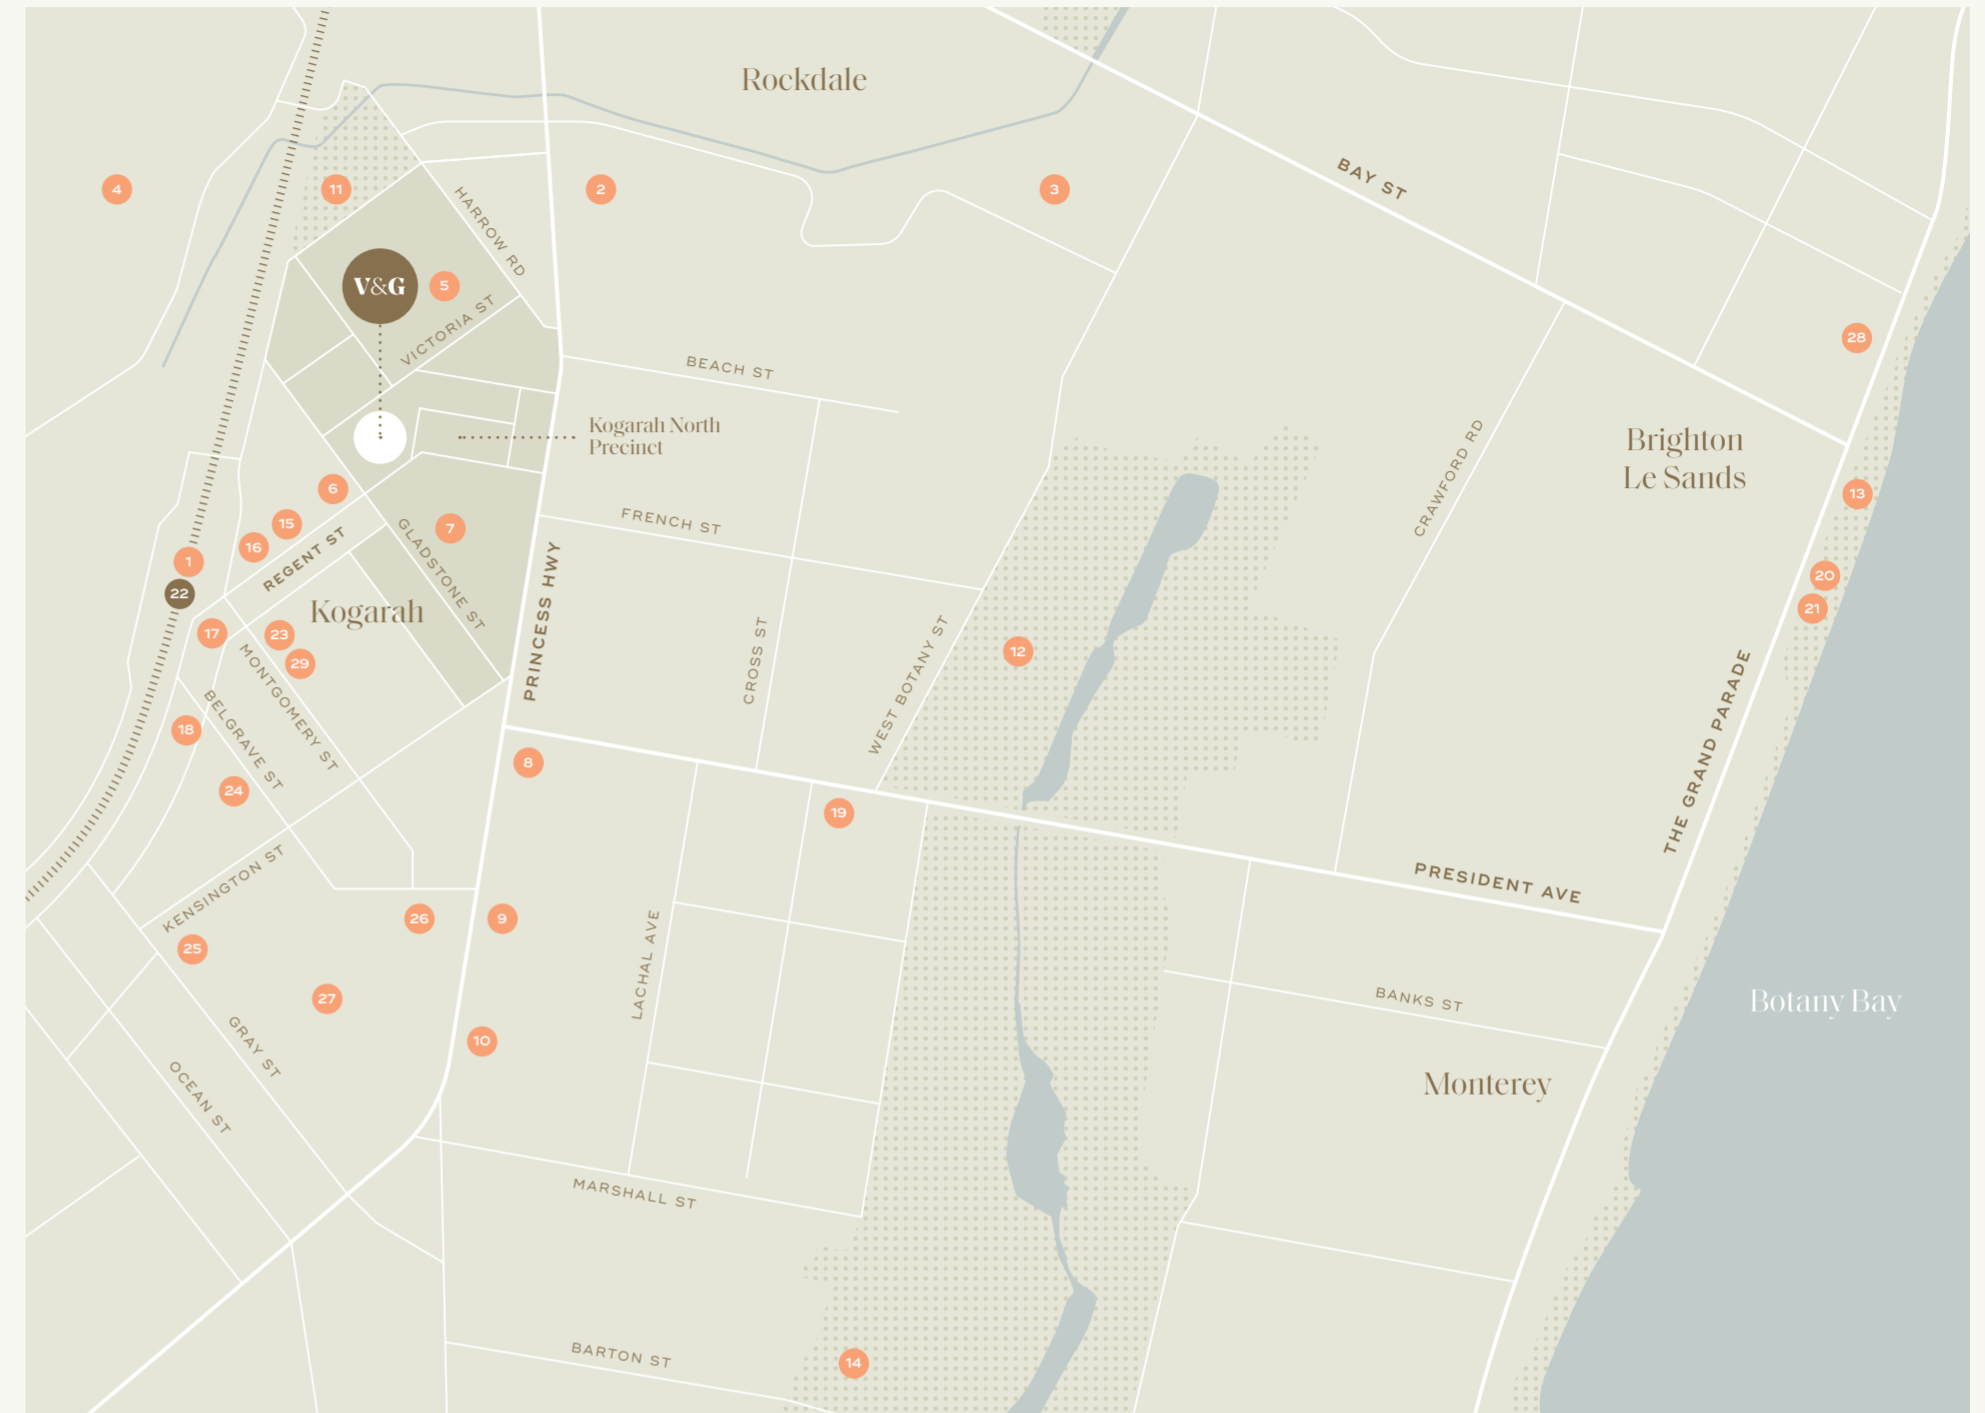 Rockdale
BAY ST
4
11
2
3
HARROW RD
V&G
5
VICTORIA ST
28
BEACH ST
Kogarah North
Precinct
CRAWFORD RD
Brighton
Le Sands
6
13
15
7
FRENCH ST
16
REGENT ST
GLADSTONE ST
PRINCESS HWY
1
22
20
21
Kogarah
17
23
29
MONTGOMERY ST
CROSS ST
WEST BOTANY ST
12
THE GRAND PARADE
18
BELGRAVE ST
8
24
19
KENSINGTON ST
PRESIDENT AVE
26
9
25
LACHAL AVE
27
BANKS ST
Botany Bay
GRAY ST
10
OCEAN ST
Monterey
MARSHALL ST
BARTON ST
14